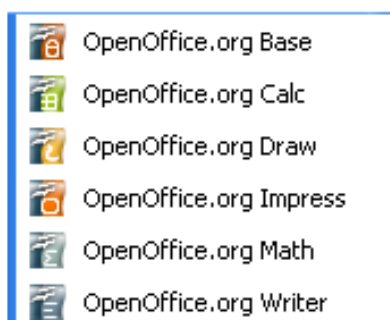 OpenOffice.org Base
OpenOffice.org Calc
OpenOffice.org Draw
OpenOffice.org Impress
OpenOffice.org Math
OpenOffice.org Writer